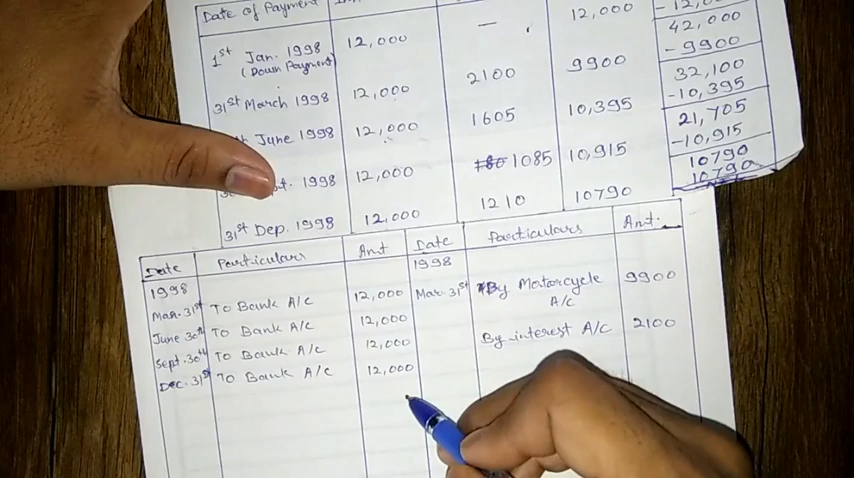 Date of Payment
12,000
1st Jan. 1998 12,000 — 42,000
(Down Payment) - 9900
31st March 1998 12,000 2100 9900 32,100
-10,395
June 1998 12,000 1605 10,395 21,705
-10,915
1998 12,000 1085 10,915 10790
10790
31st Dep. 1998 12,000 1210 10790
Date Particulars Amt Date Particulars Amt.
1998 1998
Mar. 31st To Bank A/c 12,000 Mar. 31st By Motorcycle 9900
A/c
June 30th To Bank A/c 12,000
Sept. 30th To Bank A/c 12,000 By interest A/c 2100
Dec. 31st To Bank A/c 12,000